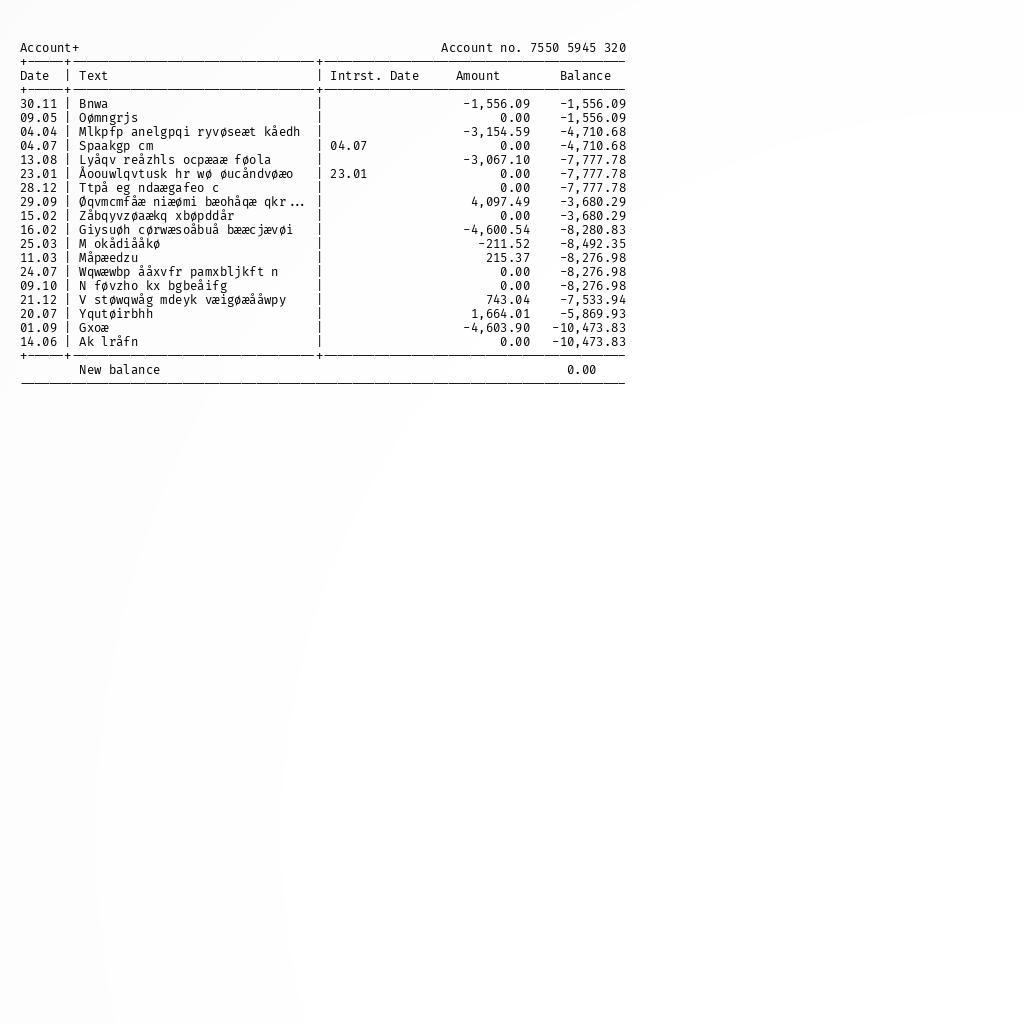 Account+ Account no. 7550 5945 320
Date | Text | Intrst. Date Amount Balance
30.11 | Bnwa | -1,556.09 -1,556.09
09.05 | Oømngrjs | 0.00 -1,556.09
04.04 | Mlkpfp anelgpqi ryvøseæt kåedh | -3,154.59 -4,710.68
04.07 | Spaakgp cm | 04.07 0.00 -4,710.68
13.08 | Lyåqv reåzhls ocpæaæ føola | -3,067.10 -7,777.78
23.01 | Åoouwlqvtusk hr wø øucåndvøæo | 23.01 0.00 -7,777.78
28.12 | Ttpå eg ndaægafeo c | 0.00 -7,777.78
29.09 | Øqvmcmfåæ niæømi bæohåqæ qkr... | 4,097.49 -3,680.29
15.02 | Zåbqyvzøaækq xbøpddår | 0.00 -3,680.29
16.02 | Giysuøh cørwæsoåbuå bææcjævøi | -4,600.54 -8,280.83
25.03 | M okådiååkø | -211.52 -8,492.35
11.03 | Måpæedzu | 215.37 -8,276.98
24.07 | Wqwæwbp ååxvfr pamxbljkft n | 0.00 -8,276.98
09.10 | N føvzho kx bgbeåifg | 0.00 -8,276.98
21.12 | V støwqwåg mdeyk væigøæååwpy | 743.04 -7,533.94
20.07 | Yqutøirbhh | 1,664.01 -5,869.93
01.09 | Gxoæ | -4,603.90 -10,473.83
14.06 | Ak lråfn | 0.00 -10,473.83
New balance 0.00